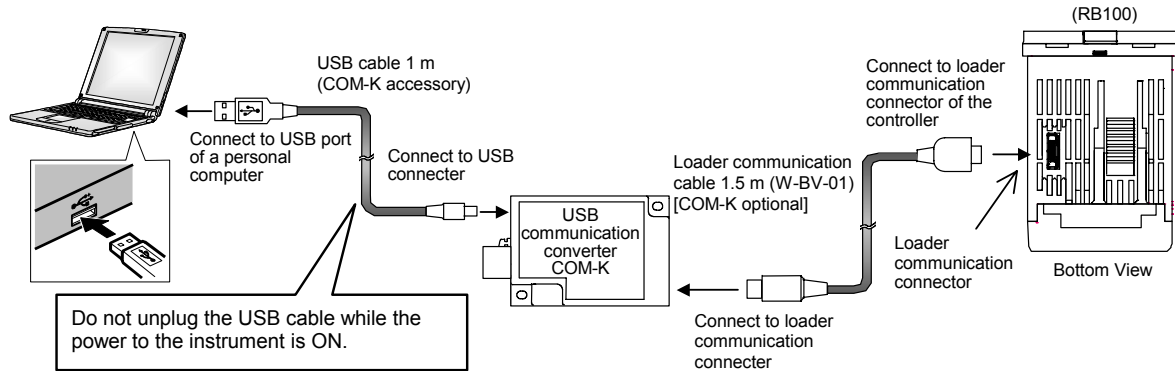 (RB100)
USB cable 1 m
(COM-K accessory)
Connect to loader
communication
connector of the
controller
Connect to USB port
of a personal
computer
Connect to USB
connecter
Loader communication
cable 1.5 m (W-BV-01)
[COM-K optional]
USB
communication
converter
COM-K
Loader
communication
connector
Bottom View
Do not unplug the USB cable while the
power to the instrument is ON.
Connect to loader
communication
connecter